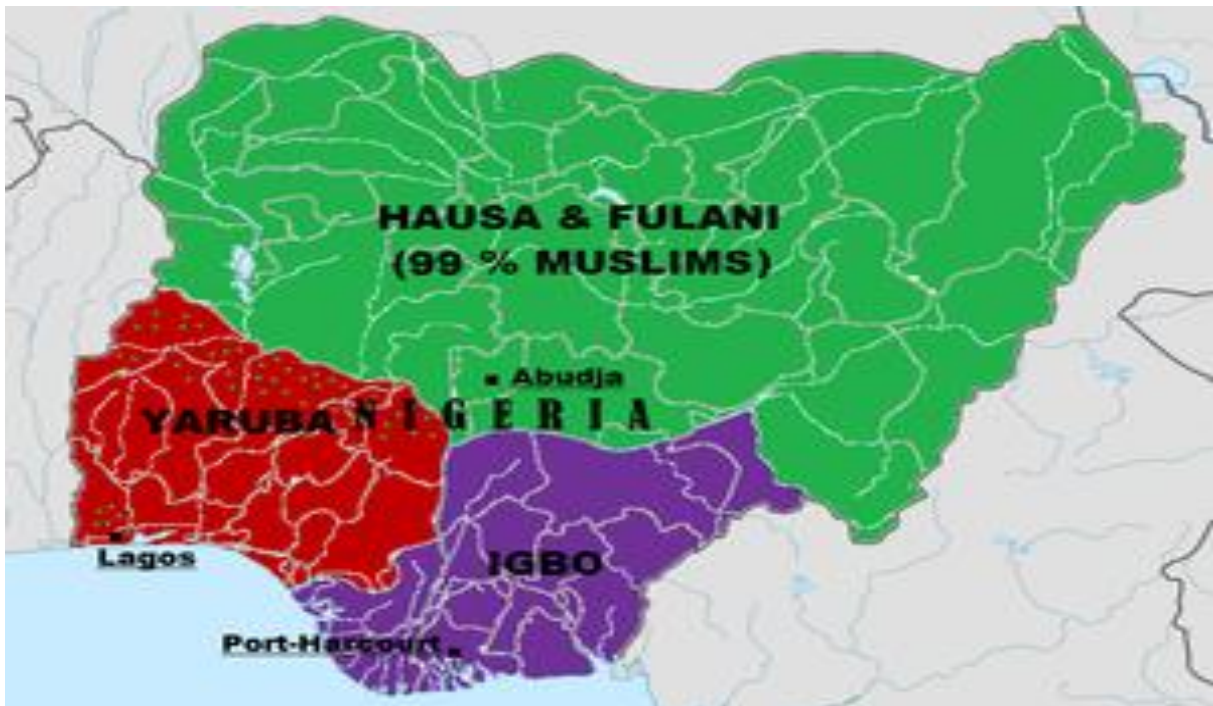 HAUSA & FULANI
(99 % MUSLIMS)
Abudja
YARUBA
NIGERIA
Lagos
IGBO
Port-Harcourt